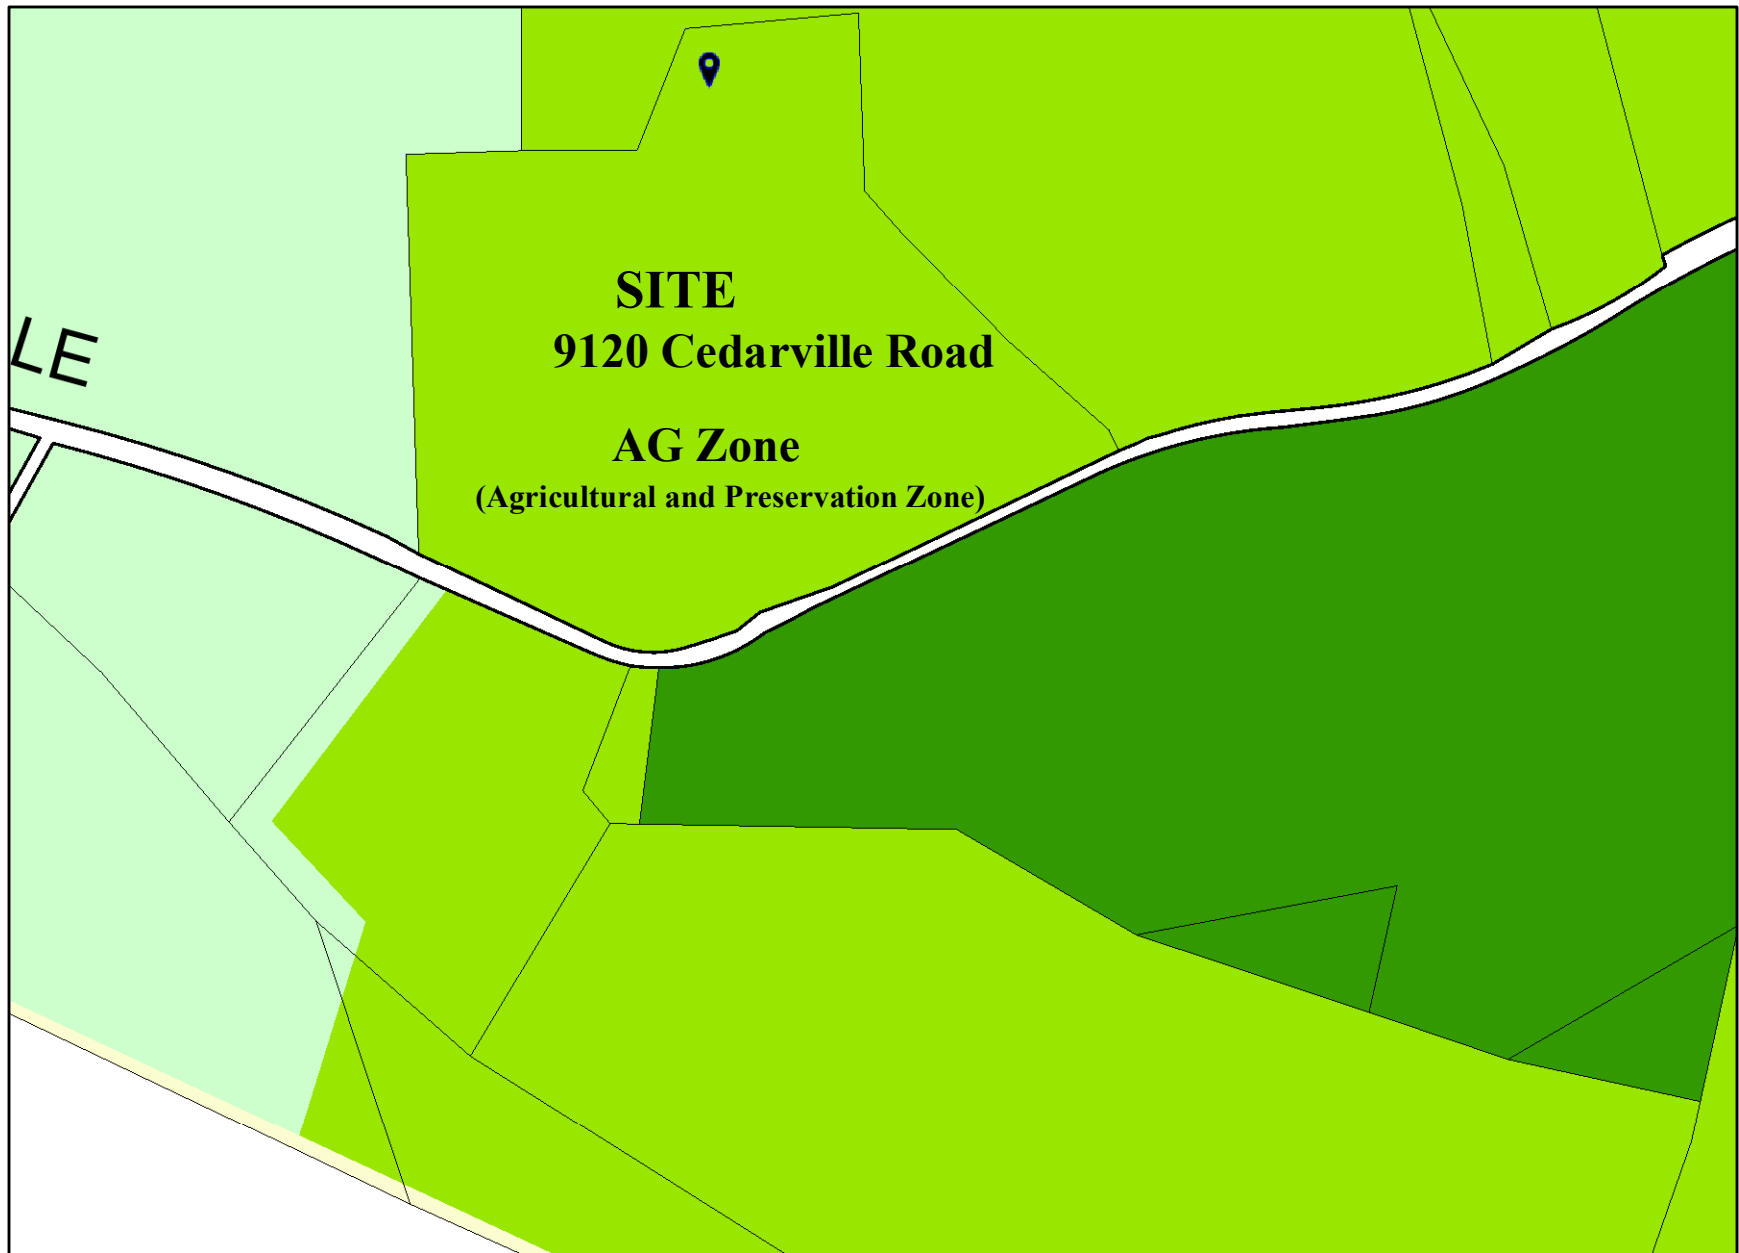 SITE
9120 Cedarville Road
LE
AG Zone
(Agricultural and Preservation Zone)